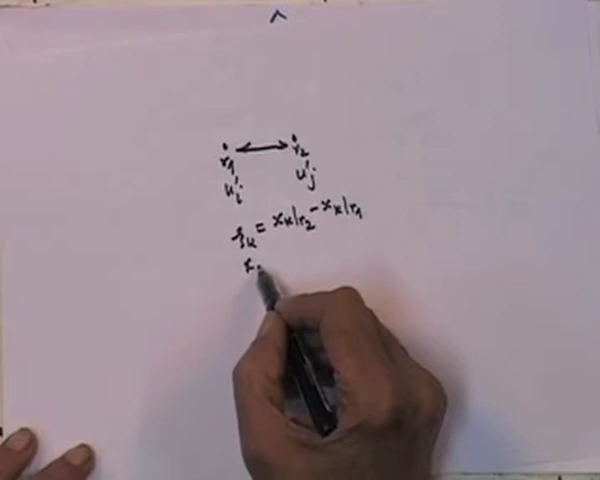 r₁ ↔ r₂
u'ᵢ u'ⱼ
ξₖ = xₖ|r₂ - xₖ|r₁
x